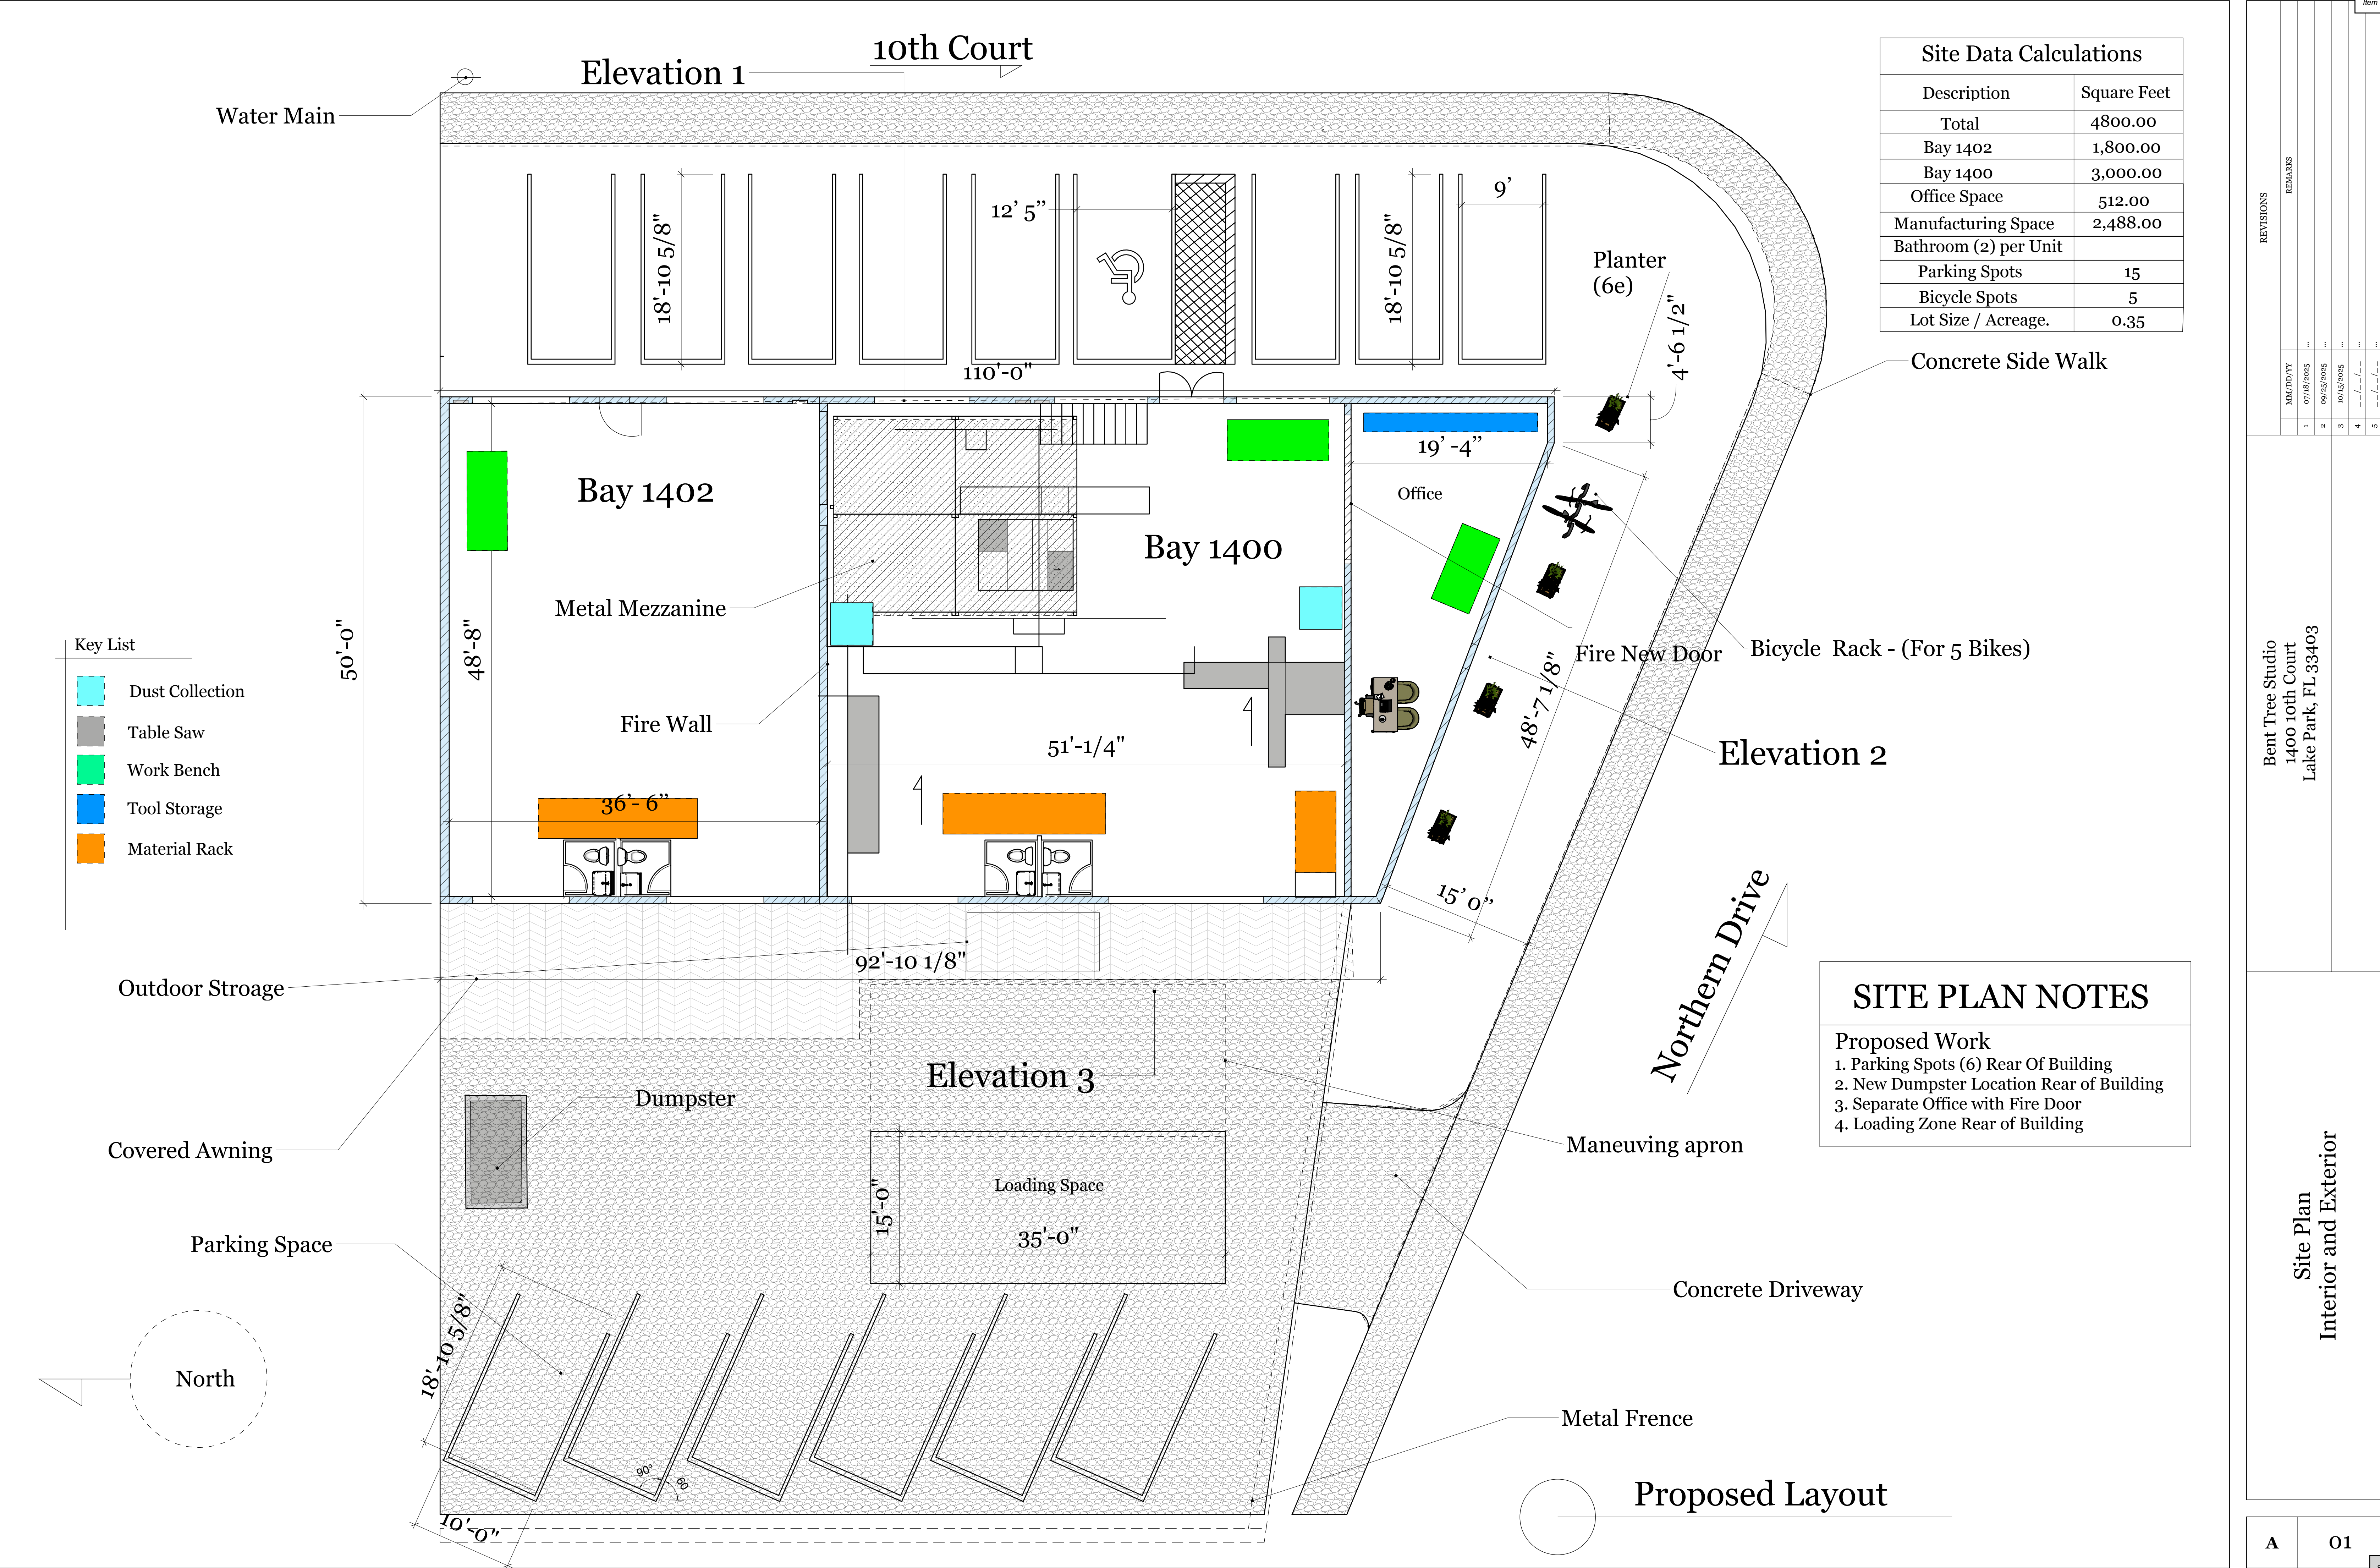 10th Court
Elevation 1
Water Main
Site Data Calculations
Description Square Feet
Total 4800.00
Bay 1402 1,800.00
Bay 1400 3,000.00
Office Space 512.00
Manufacturing Space 2,488.00
Bathroom (2) per Unit
Parking Spots 15
Bicycle Spots 5
Lot Size / Acreage. 0.35
18'-10 5/8"
12’ 5”
18'-10 5/8"
9’
Planter
(6e)
4'-6 1/2"
Concrete Side Walk
110'-0"
50'-0"
48'-8"
Bay 1402
Bay 1400
19’ -4”
Office
Metal Mezzanine
Fire Wall
Fire New Door
Bicycle Rack - (For 5 Bikes)
48'-7 1/8"
Elevation 2
51'-1/4"
36’- 6”
15’ 0”
Key List
Dust Collection
Table Saw
Work Bench
Tool Storage
Material Rack
92'-10 1/8"
Outdoor Stroage
Northern Drive
SITE PLAN NOTES
Proposed Work
1. Parking Spots (6) Rear Of Building
2. New Dumpster Location Rear of Building
3. Separate Office with Fire Door
4. Loading Zone Rear of Building
Elevation 3
Dumpster
Covered Awning
Maneuving apron
Loading Space
15'-0"
35'-0"
Parking Space
Concrete Driveway
18'-10 5/8"
North
90°
60
10'-0"
Metal Frence
Proposed Layout
Item
REVISIONS
REMARKS
MM/DD/YY
1 07/18/2025 ...
2 09/25/2025 ...
3 10/15/2025 ...
4 __/__/__ ...
5 __/__/__ ...
Bent Tree Studio
1400 10th Court
Lake Park, FL 33403
Site Plan
Interior and Exterior
A 01